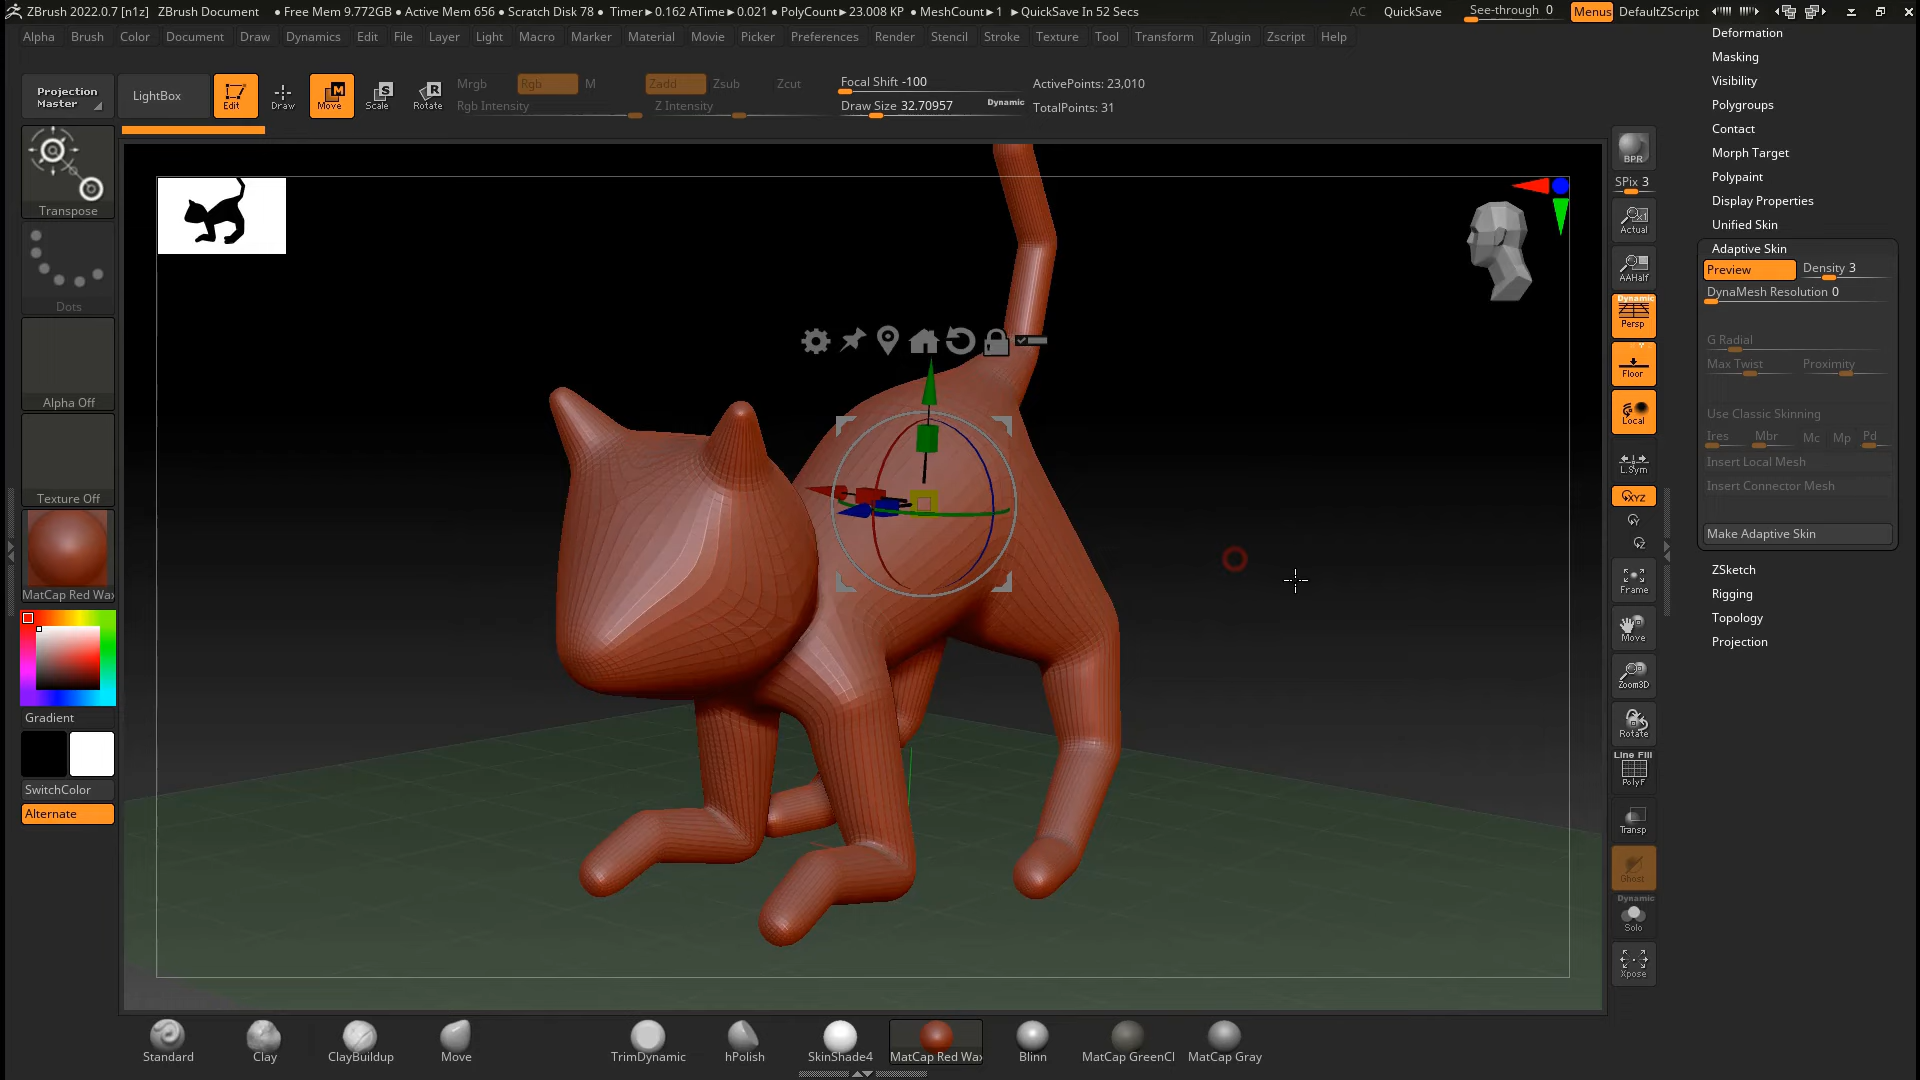 ZBrush 2022.0.7 [n1z] ZBrush Document ● Free Mem 9.772GB ● Active Mem 656 ● Scratch Disk 78 ● Timer►0.162 ATime►0.021 ● PolyCount►23.008 KP ● MeshCount►1 ►QuickSave In 52 Secs AC QuickSave See-through 0 Menus DefaultZScript
Alpha Brush Color Document Draw Dynamics Edit File Layer Light Macro Marker Material Movie Picker Preferences Render Stencil Stroke Texture Tool Transform Zplugin Zscript Help
Projection Master
LightBox
Edit
Draw
Move
Scale
Rotate
Mrgb Rgb M
Rgb Intensity
Zadd Zsub Zcut
Z Intensity
Focal Shift -100
Draw Size 32.70957 Dynamic
ActivePoints: 23,010
TotalPoints: 31
Transpose
Dots
Alpha Off
Texture Off
MatCap Red Wax
Gradient
SwitchColor
Alternate
BPR
SPix 3
Actual
AAHalf
Dynamic
Persp
Floor
Local
L.Sym
XYZ
Y
Z
Frame
Move
Zoom3D
Rotate
Line Fill
PolyF
Transp
Ghost
Dynamic
Solo
Xpose
Deformation
Masking
Visibility
Polygroups
Contact
Morph Target
Polypaint
Display Properties
Unified Skin
Adaptive Skin
Preview Density 3
DynaMesh Resolution 0
G Radial
Max Twist Proximity
Use Classic Skinning
Ires Mbr Mc Mp Pd
Insert Local Mesh
Insert Connector Mesh
Make Adaptive Skin
ZSketch
Rigging
Topology
Projection
Standard Clay ClayBuildup Move TrimDynamic hPolish SkinShade4 MatCap Red Wax Blinn MatCap GreenCl MatCap Gray